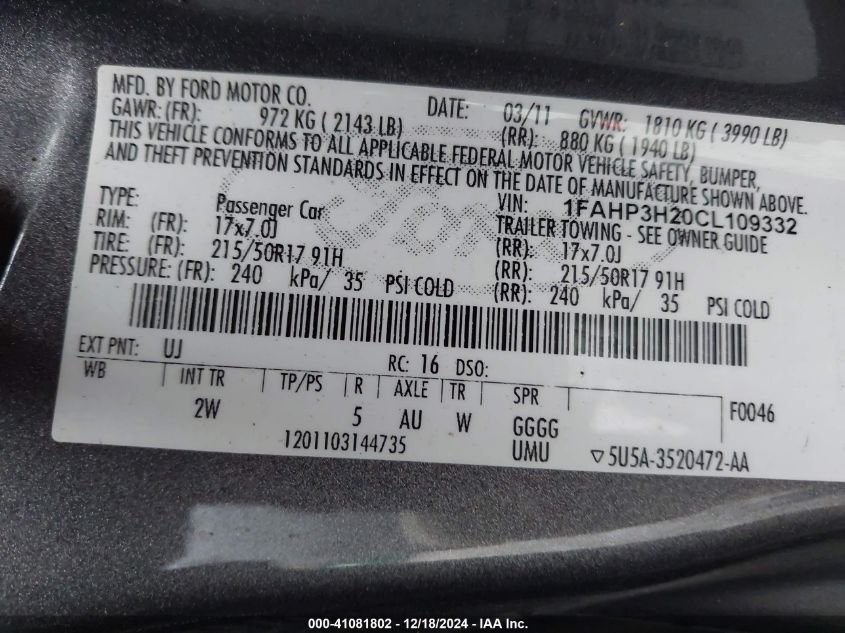 MFD. BY FORD MOTOR CO. DATE: 03/11 GVWR: 1810 KG ( 3990 LB)
GAWR: (FR): 972 KG ( 2143 LB) (RR): 880 KG ( 1940 LB)
THIS VEHICLE CONFORMS TO ALL APPLICABLE FEDERAL MOTOR VEHICLE SAFETY, BUMPER,
AND THEFT PREVENTION STANDARDS IN EFFECT ON THE DATE OF MANUFACTURE SHOWN ABOVE.
VIN: 1FAHP3H20CL109332
TYPE: Passenger Car TRAILER TOWING - SEE OWNER GUIDE
RIM: (FR): 17x7.0J (RR): 17x7.0J
TIRE: (FR): 215/50R17 91H (RR): 215/50R17 91H
PRESSURE: (FR): 240 kPa/ 35 PSI COLD (RR): 240 kPa/ 35 PSI COLD
EXT PNT: UJ RC: 16 DSO:
WB INT TR TP/PS R AXLE TR SPR F0046
2W 5 AU W GGGG
1201103144735 UMU ▽5U5A-3520472-AA
000-41081802 - 12/18/2024 - IAA Inc.